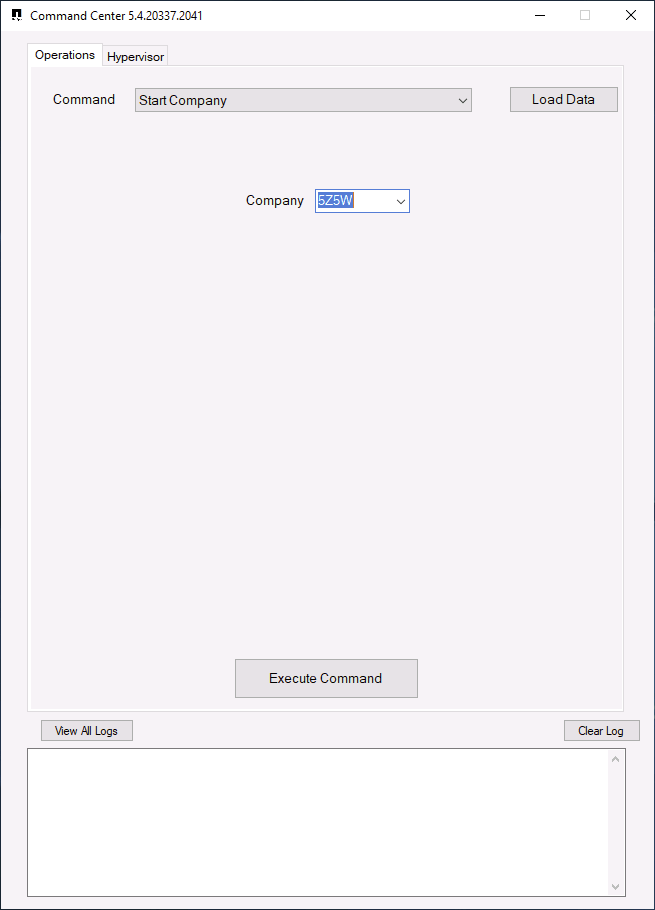 Command Center 5.4.20337.2041
Operations Hypervisor
Command Start Company Load Data
Company 5Z5W
Execute Command
View All Logs Clear Log